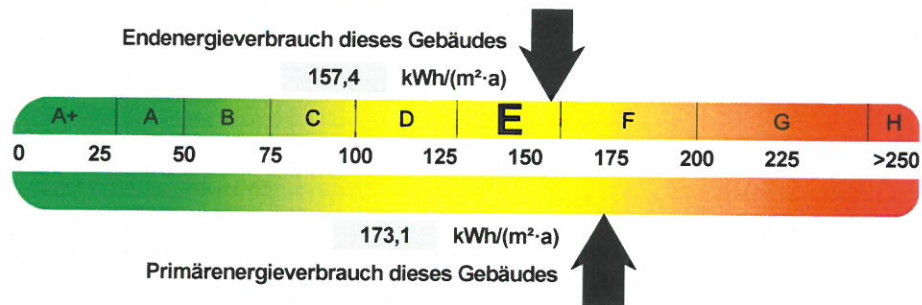 Endenergieverbrauch dieses Gebäudes
157,4 kWh/(m²·a)
A+ A B C D E F G H
0 25 50 75 100 125 150 175 200 225 >250
173,1 kWh/(m²·a)
Primärenergieverbrauch dieses Gebäudes